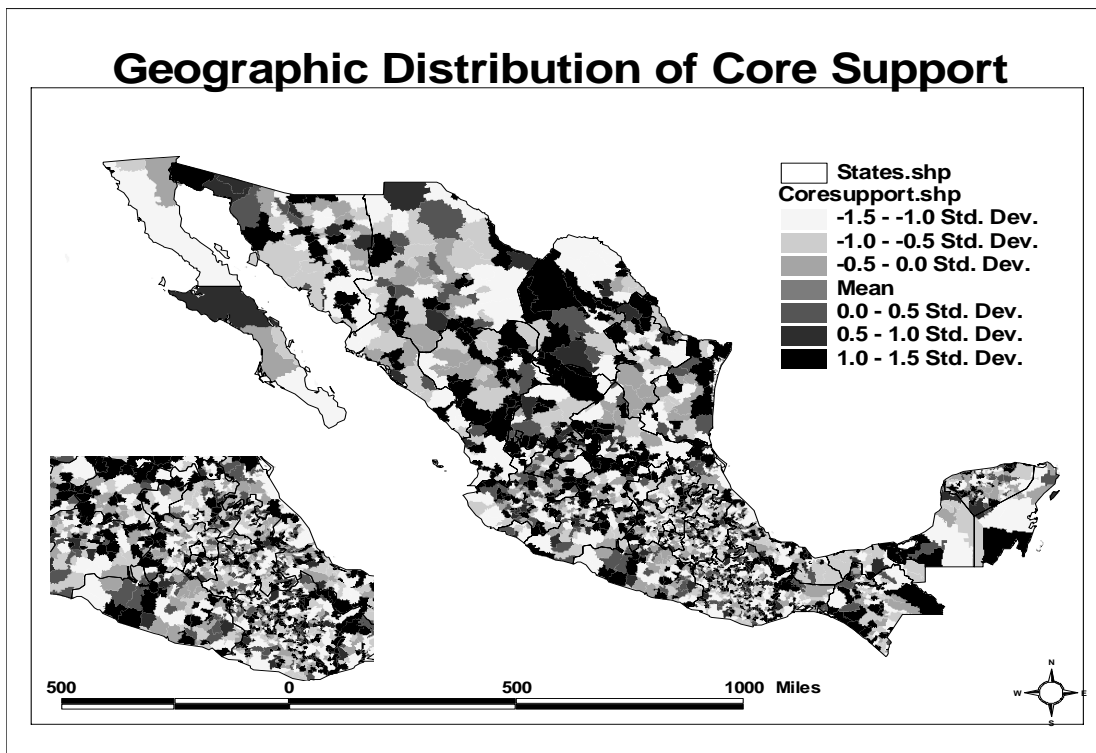 Geographic Distribution of Core Support
States.shp
Coresupport.shp
-1.5 - -1.0 Std. Dev.
-1.0 - -0.5 Std. Dev.
-0.5 - 0.0 Std. Dev.
Mean
0.0 - 0.5 Std. Dev.
0.5 - 1.0 Std. Dev.
1.0 - 1.5 Std. Dev.
500 0 500 1000 Miles
N
W E
S